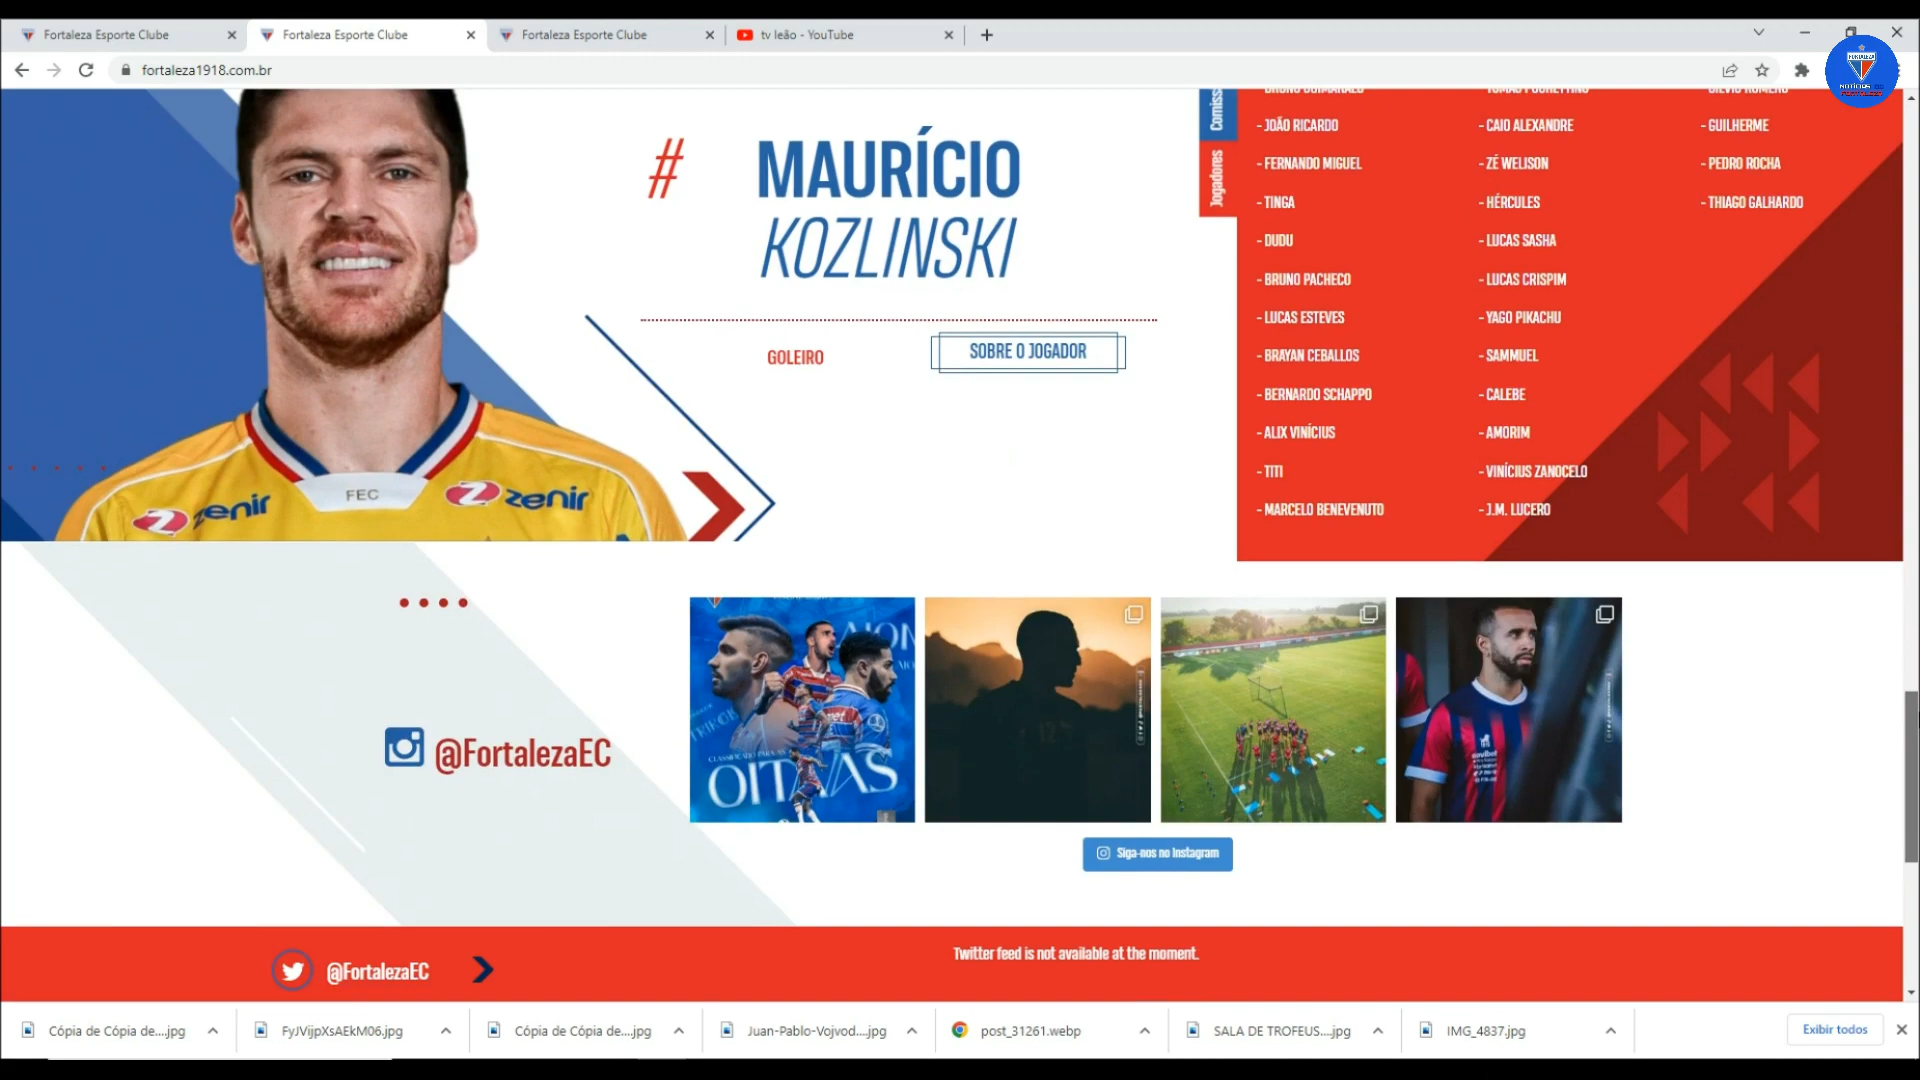 Fortaleza Esporte Clube
Fortaleza Esporte Clube
Fortaleza Esporte Clube
tv leão - YouTube
fortaleza1918.com.br
FORTALEZA
NOTÍCIAS
#
MAURÍCIO
KOZLINSKI
GOLEIRO
SOBRE O JOGADOR
FEC
zenir
zenir
Jogadores
- JOÃO RICARDO
- FERNANDO MIGUEL
- TINGA
- DUDU
- BRUNO PACHECO
- LUCAS ESTEVES
- BRAYAN CEBALLOS
- BERNARDO SCHAPPO
- ALIX VINÍCIUS
- TITI
- MARCELO BENEVENUTO
- CAIO ALEXANDRE
- ZÉ WELISON
- HÉRCULES
- LUCAS SASHA
- LUCAS CRISPIM
- YAGO PIKACHU
- SAMMUEL
- CALEBE
- AMORIM
- VINÍCIUS ZANOCELO
- J.M. LUCERO
- GUILHERME
- PEDRO ROCHA
- THIAGO GALHARDO
@FortalezaEC
CLASSIFICADO PARA AS
OITAVAS
Siga-nos no Instagram
@FortalezaEC
Twitter feed is not available at the moment.
Cópia de Cópia de....jpg
FyJVijpXsAEkM06.jpg
Cópia de Cópia de....jpg
Juan-Pablo-Vojvod....jpg
post_31261.webp
SALA DE TROFEUS....jpg
IMG_4837.jpg
Exibir todos